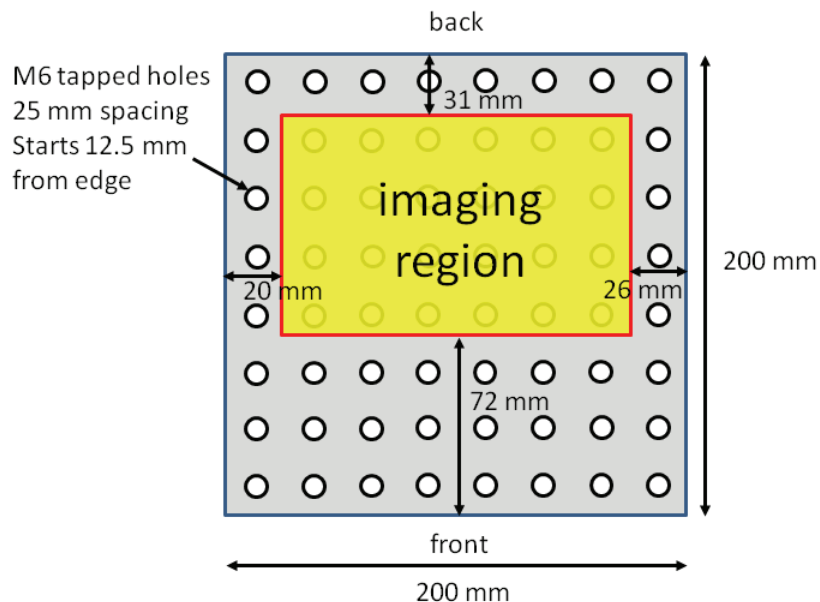 back
M6 tapped holes
25 mm spacing
Starts 12.5 mm
from edge
31 mm
imaging
region
200 mm
20 mm
26 mm
72 mm
front
200 mm